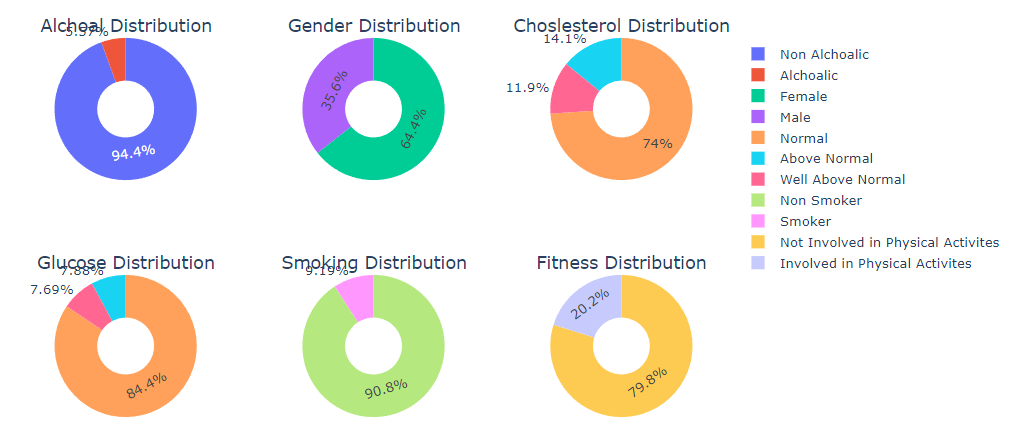 Alchoal Distribution
Gender Distribution
Choslesterol Distribution
5.57%
94.4%
35.6%
64.4%
14.1%
11.9%
74%
Non Alchoalic
Alchoalic
Female
Male
Normal
Above Normal
Well Above Normal
Non Smoker
Smoker
Not Involved in Physical Activites
Involved in Physical Activites
Glucose Distribution
Smoking Distribution
Fitness Distribution
7.88%
7.69%
84.4%
9.19%
90.8%
20.2%
79.8%